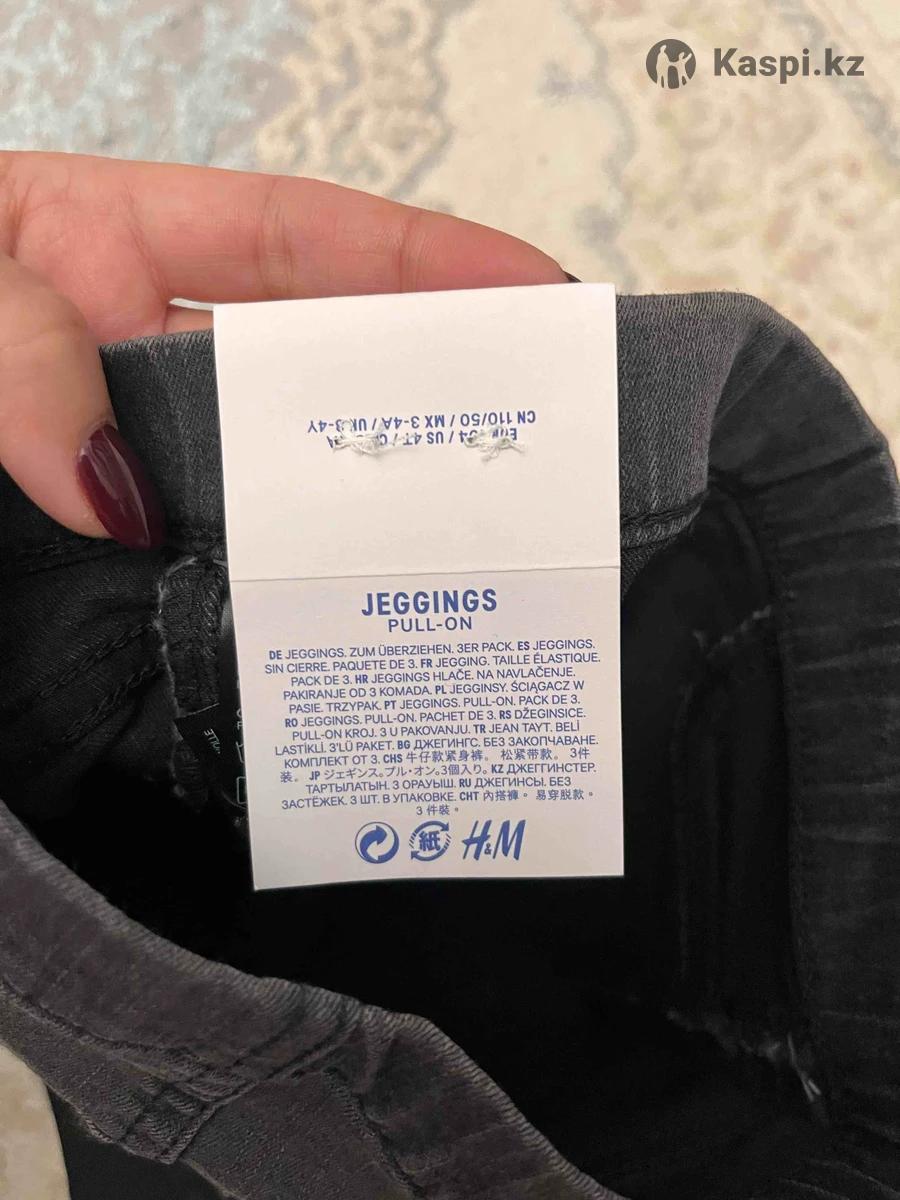 Kaspi.kz
CN 110/50 / MX 3-4A / UK 3-4Y
/ US 4T /
JEGGINGS
PULL-ON
DE JEGGINGS. ZUM ÜBERZIEHEN. 3ER PACK. ES JEGGINGS.
SIN CIERRE. PAQUETE DE 3. FR JEGGING. TAILLE ÉLASTIQUE.
PACK DE 3. HR JEGGINGS HLAČE. NA NAVLAČENJE.
PAKIRANJE OD 3 KOMADA. PL JEGGINSY. ŚCIĄGACZ W
PASIE. TRZYPAK. PT JEGGINGS. PULL-ON. PACK DE 3.
RO JEGGINGS. PULL-ON. PACHET DE 3. RS DŽEGINSICE.
PULL-ON KROJ. 3 U PAKOVANJU. TR JEAN TAYT. BELİ
LASTİKLİ. 3'LÜ PAKET. BG ДЖЕГИНГС. БЕЗ ЗАКОПЧАВАНЕ.
КОМПЛЕКТ ОТ 3. CHS 牛仔款紧身裤。 松紧带款。 3件
装。 JP ジェギンス。プル・オン。3個入り。 KZ ДЖЕГГИНСТЕР.
ТАРТЫЛАТЫН. 3 ОРАУЫШ. RU ДЖЕГИНСЫ. БЕЗ
ЗАСТЁЖЕК. 3 ШТ. В УПАКОВКЕ. CHT 內搭褲。 易穿脫款。
3 件裝。
紙
H&M